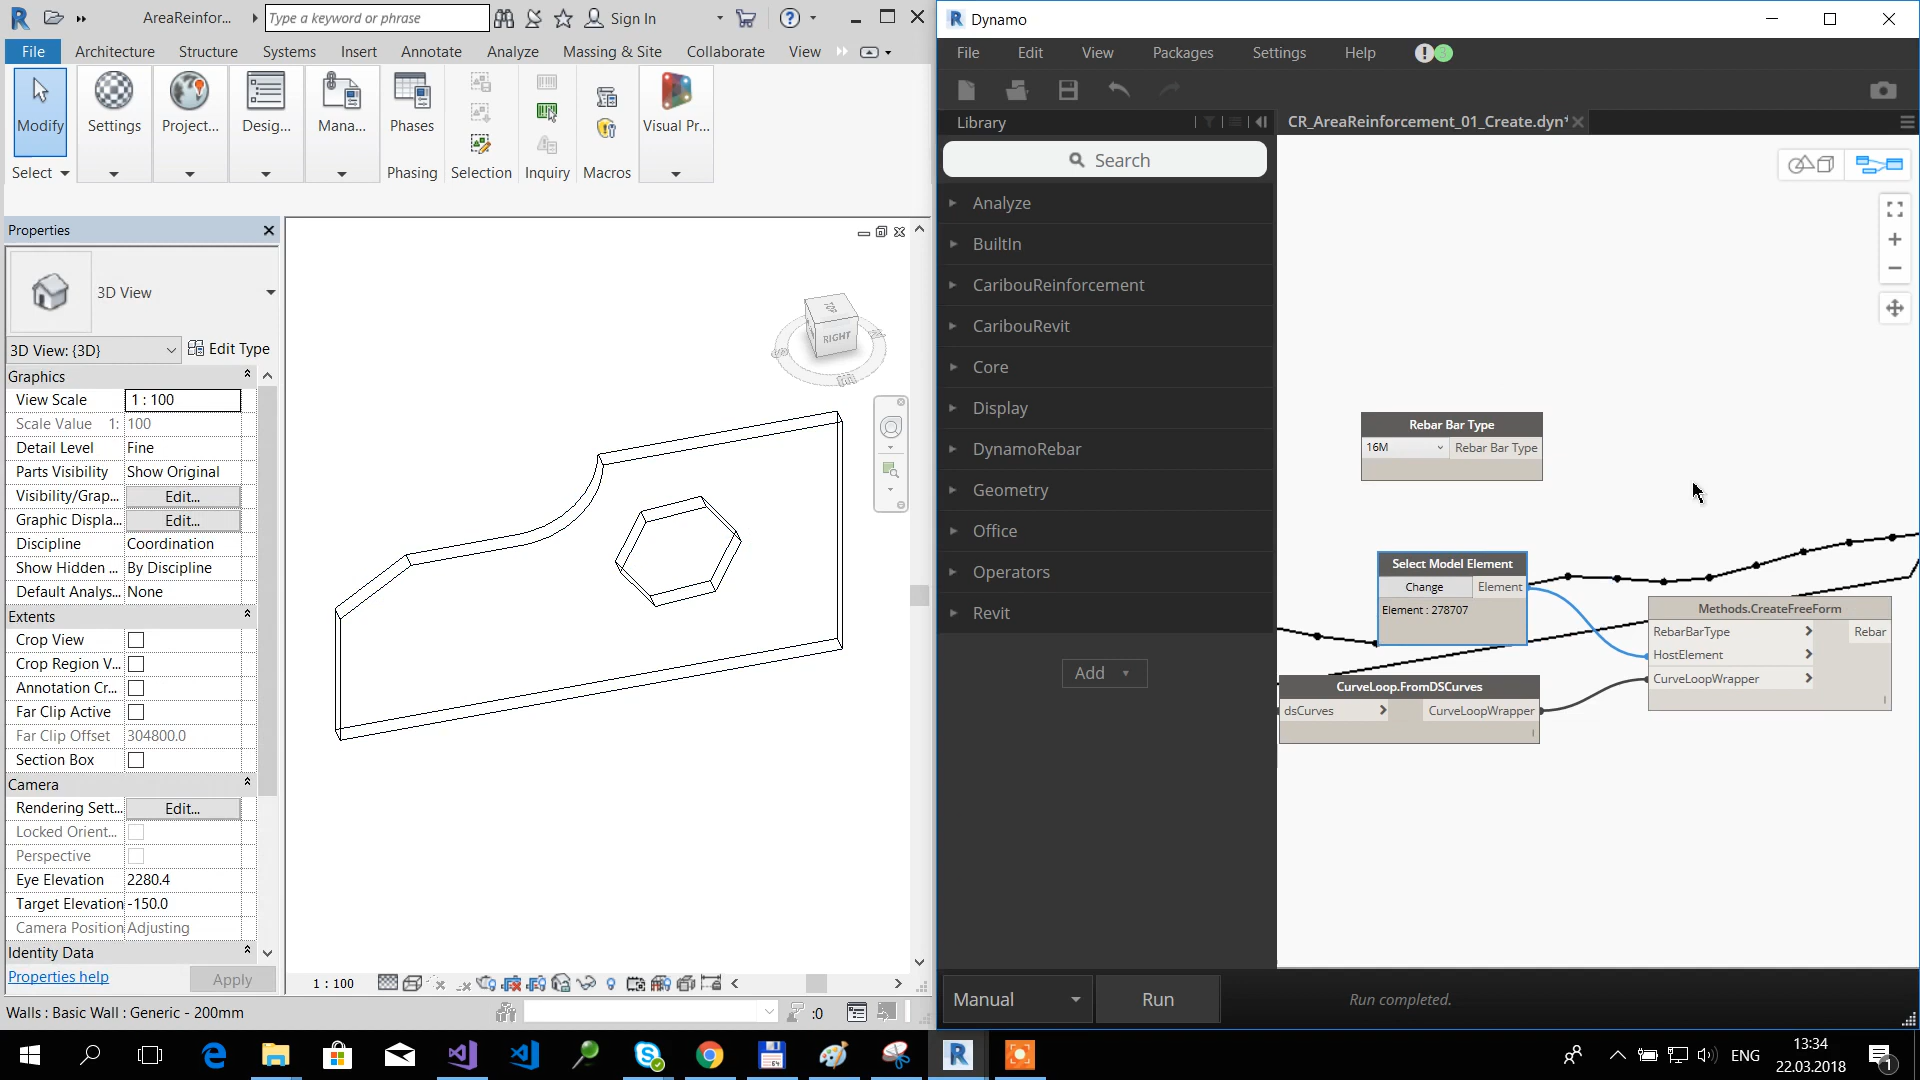 AreaReinfor...
Type a keyword or phrase
Sign In
File
Architecture
Structure
Systems
Insert
Annotate
Analyze
Massing & Site
Collaborate
View
Modify
Settings
Project...
Desig...
Mana...
Phases
Visual Pr...
Select
Phasing
Selection
Inquiry
Macros
Properties
3D View
3D View: {3D}
Edit Type
Graphics
View Scale 1 : 100
Scale Value 1: 100
Detail Level Fine
Parts Visibility Show Original
Visibility/Grap... Edit...
Graphic Displa... Edit...
Discipline Coordination
Show Hidden ... By Discipline
Default Analys... None
Extents
Crop View
Crop Region V...
Annotation Cr...
Far Clip Active
Far Clip Offset 304800.0
Section Box
Camera
Rendering Sett... Edit...
Locked Orient...
Perspective
Eye Elevation 2280.4
Target Elevation -150.0
Camera Position Adjusting
Identity Data
Properties help
Apply
TOP
RIGHT
1 : 100
Walls : Basic Wall : Generic - 200mm
:0
Dynamo
File
Edit
View
Packages
Settings
Help
Library
CR_AreaReinforcement_01_Create.dyn*
Search
Analyze
BuiltIn
CaribouReinforcement
CaribouRevit
Core
Display
DynamoRebar
Geometry
Office
Operators
Revit
Add
Rebar Bar Type
16M
Rebar Bar Type
Select Model Element
Change
Element
Element : 278707
Methods.CreateFreeForm
RebarBarType
Rebar
HostElement
CurveLoopWrapper
CurveLoop.FromDSCurves
dsCurves
CurveLoopWrapper
Manual
Run
Run completed.
ENG
13:34
22.03.2018
1